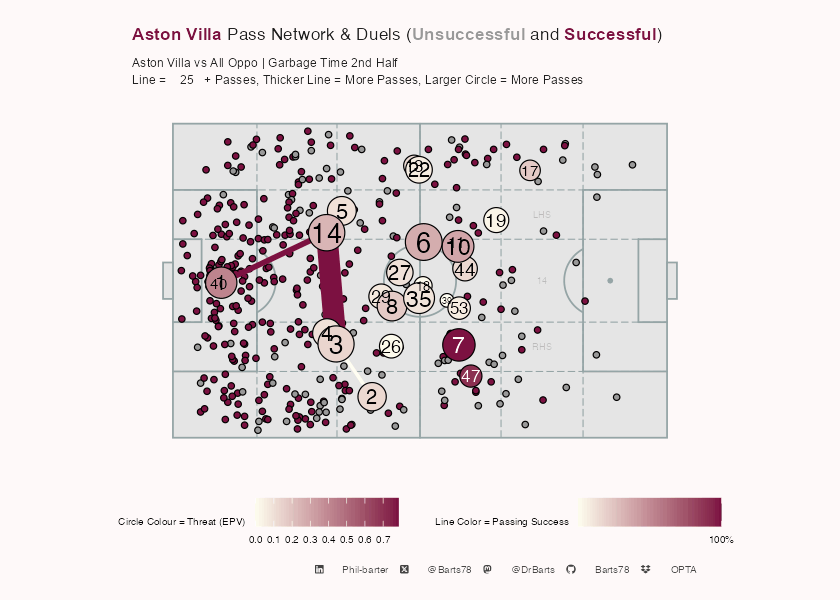 Aston Villa Pass Network & Duels (Unsuccessful and Successful)
Aston Villa vs All Oppo | Garbage Time 2nd Half
Line = 25 + Passes, Thicker Line = More Passes, Larger Circle = More Passes
22
17
5
LHS
19
14
6
10
27
44
14
40
18
29
35
8
53
4
3
26
7
RHS
47
2
Circle Colour = Threat (EPV)
0.0 0.1 0.2 0.3 0.4 0.5 0.6 0.7
Line Color = Passing Success
100%
Phil-barter @Barts78 @DrBarts Barts78 OPTA